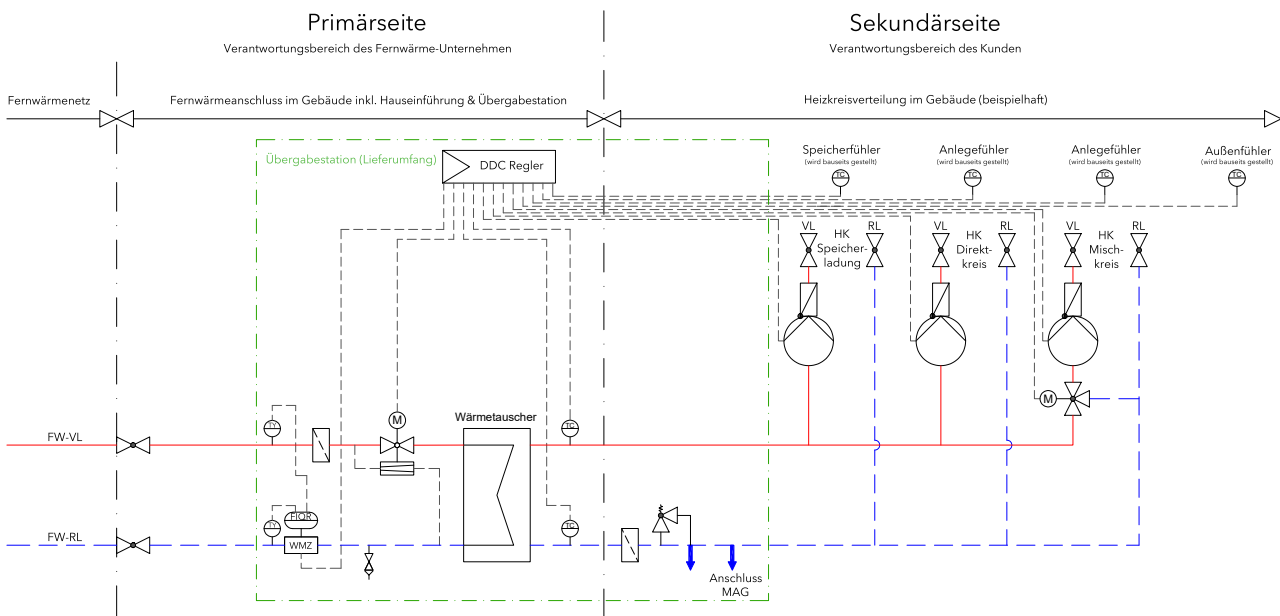 Primärseite
Verantwortungsbereich des Fernwärme-Unternehmen
Sekundärseite
Verantwortungsbereich des Kunden
Fernwärmenetz
Fernwärmeanschluss im Gebäude inkl. Hauseinführung & Übergabestation
Heizkreisverteilung im Gebäude (beispielhaft)
Übergabestation (Lieferumfang)
DDC Regler
Speicherfühler
(wird bauseits gestellt)
TC
Anlegefühler
(wird bauseits gestellt)
TC
Anlegefühler
(wird bauseits gestellt)
TC
Außenfühler
(wird bauseits gestellt)
TC
VL
HK
Speicher-
ladung
RL
VL
HK
Direkt-
kreis
RL
VL
HK
Misch-
kreis
RL
M
M
Wärmetauscher
FW-VL
TY
TC
FIQR
TY
WMZ
TC
FW-RL
Anschluss
MAG